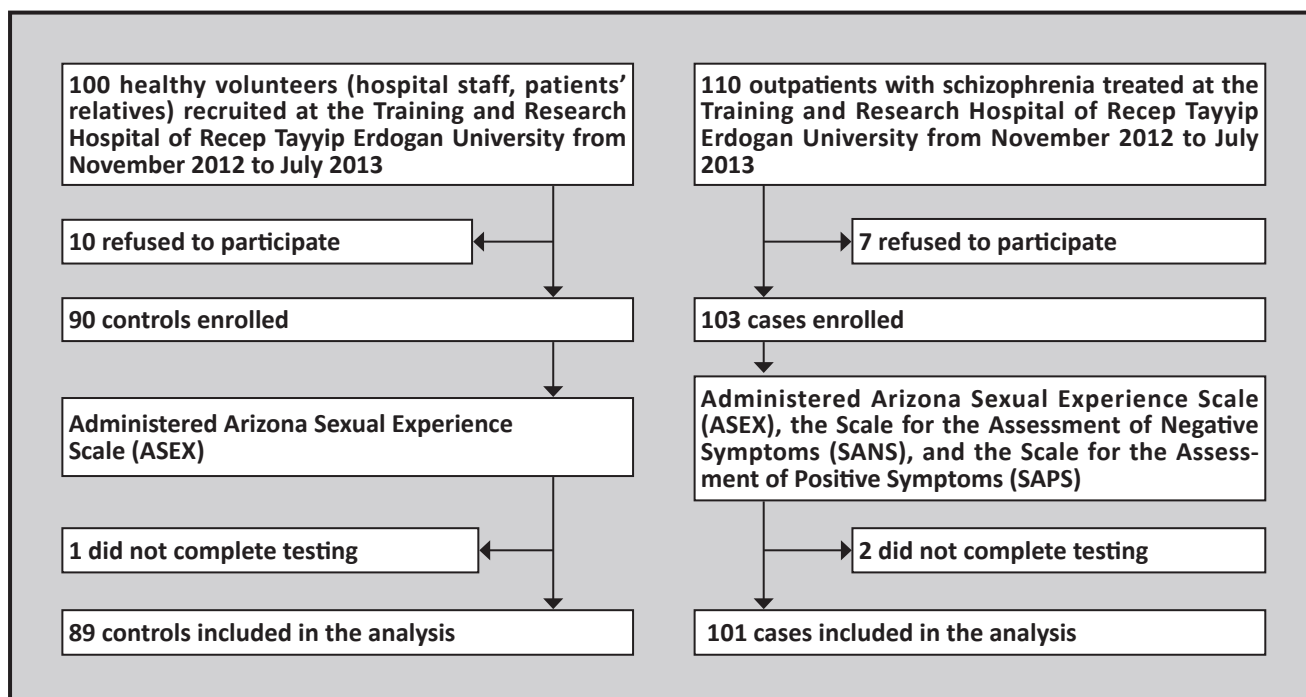 100 healthy volunteers (hospital staff, patients’
relatives) recruited at the Training and Research
Hospital of Recep Tayyip Erdogan University from
November 2012 to July 2013
10 refused to participate
90 controls enrolled
Administered Arizona Sexual Experience
Scale (ASEX)
1 did not complete testing
89 controls included in the analysis
110 outpatients with schizophrenia treated at the
Training and Research Hospital of Recep Tayyip
Erdogan University from November 2012 to July
2013
7 refused to participate
103 cases enrolled
Administered Arizona Sexual Experience Scale
(ASEX), the Scale for the Assessment of Negative
Symptoms (SANS), and the Scale for the Assess-
ment of Positive Symptoms (SAPS)
2 did not complete testing
101 cases included in the analysis